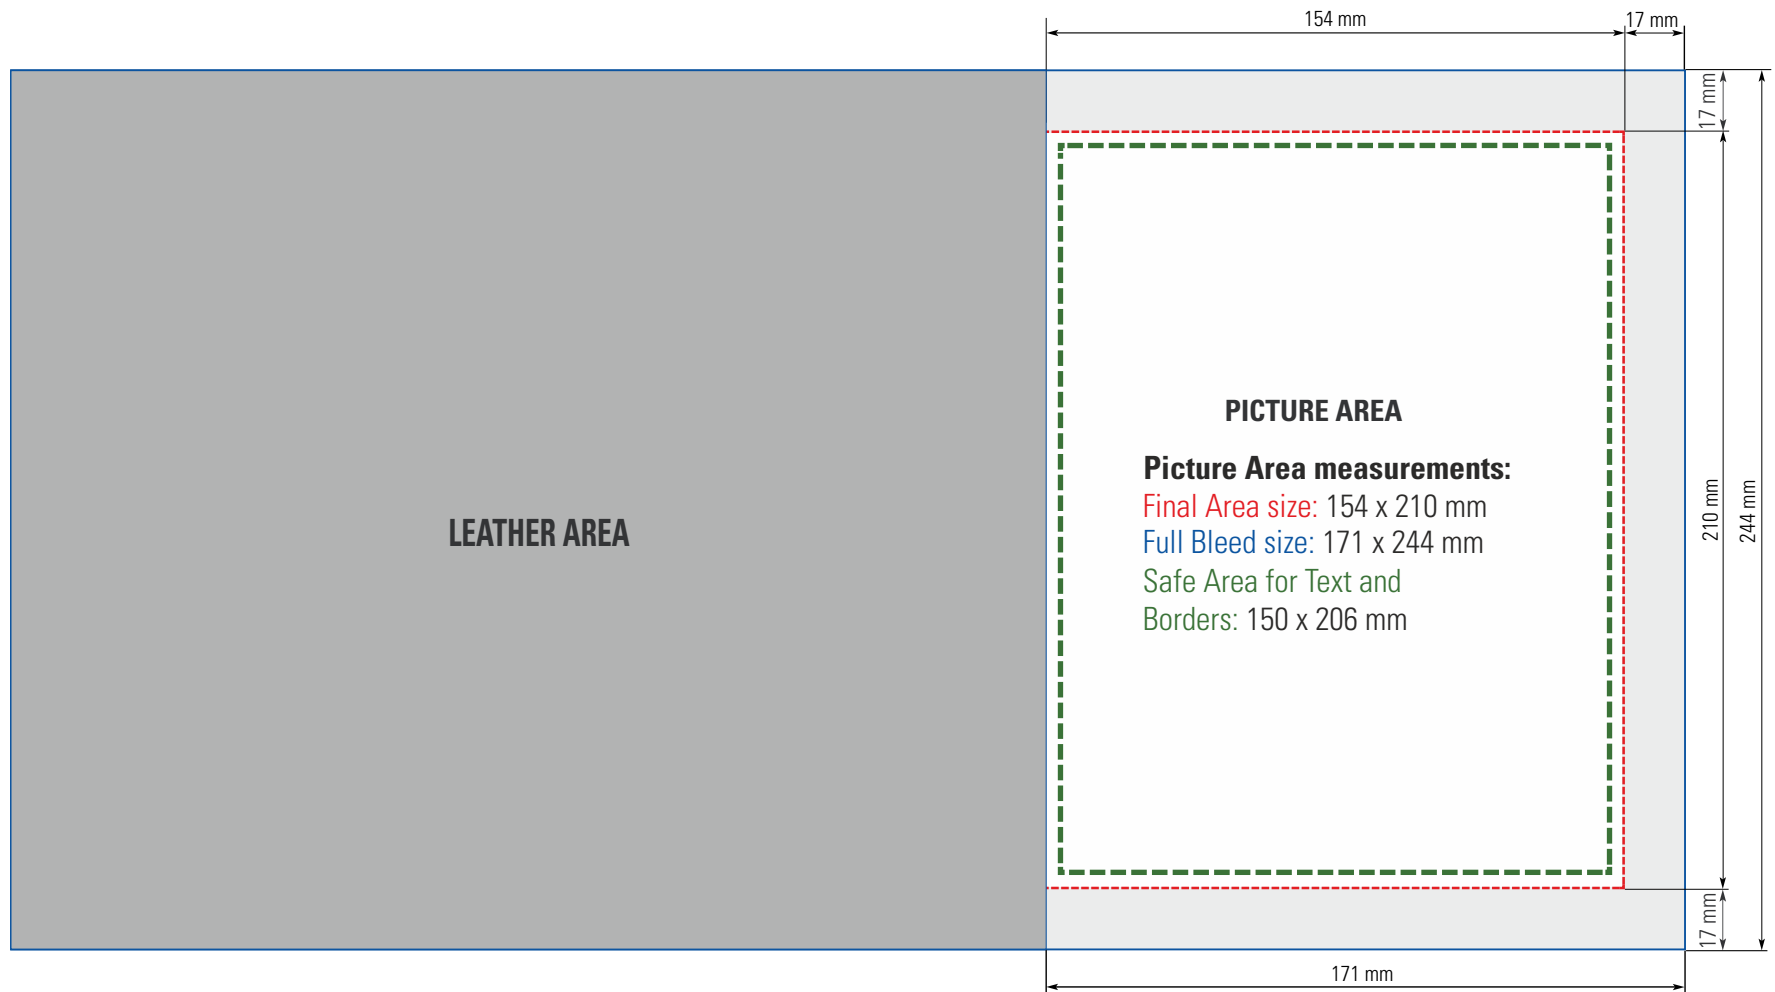 154 mm
17 mm
17 mm
LEATHER AREA
PICTURE AREA
Picture Area measurements:
Final Area size: 154 x 210 mm
Full Bleed size: 171 x 244 mm
Safe Area for Text and
Borders: 150 x 206 mm
210 mm
244 mm
17 mm
171 mm